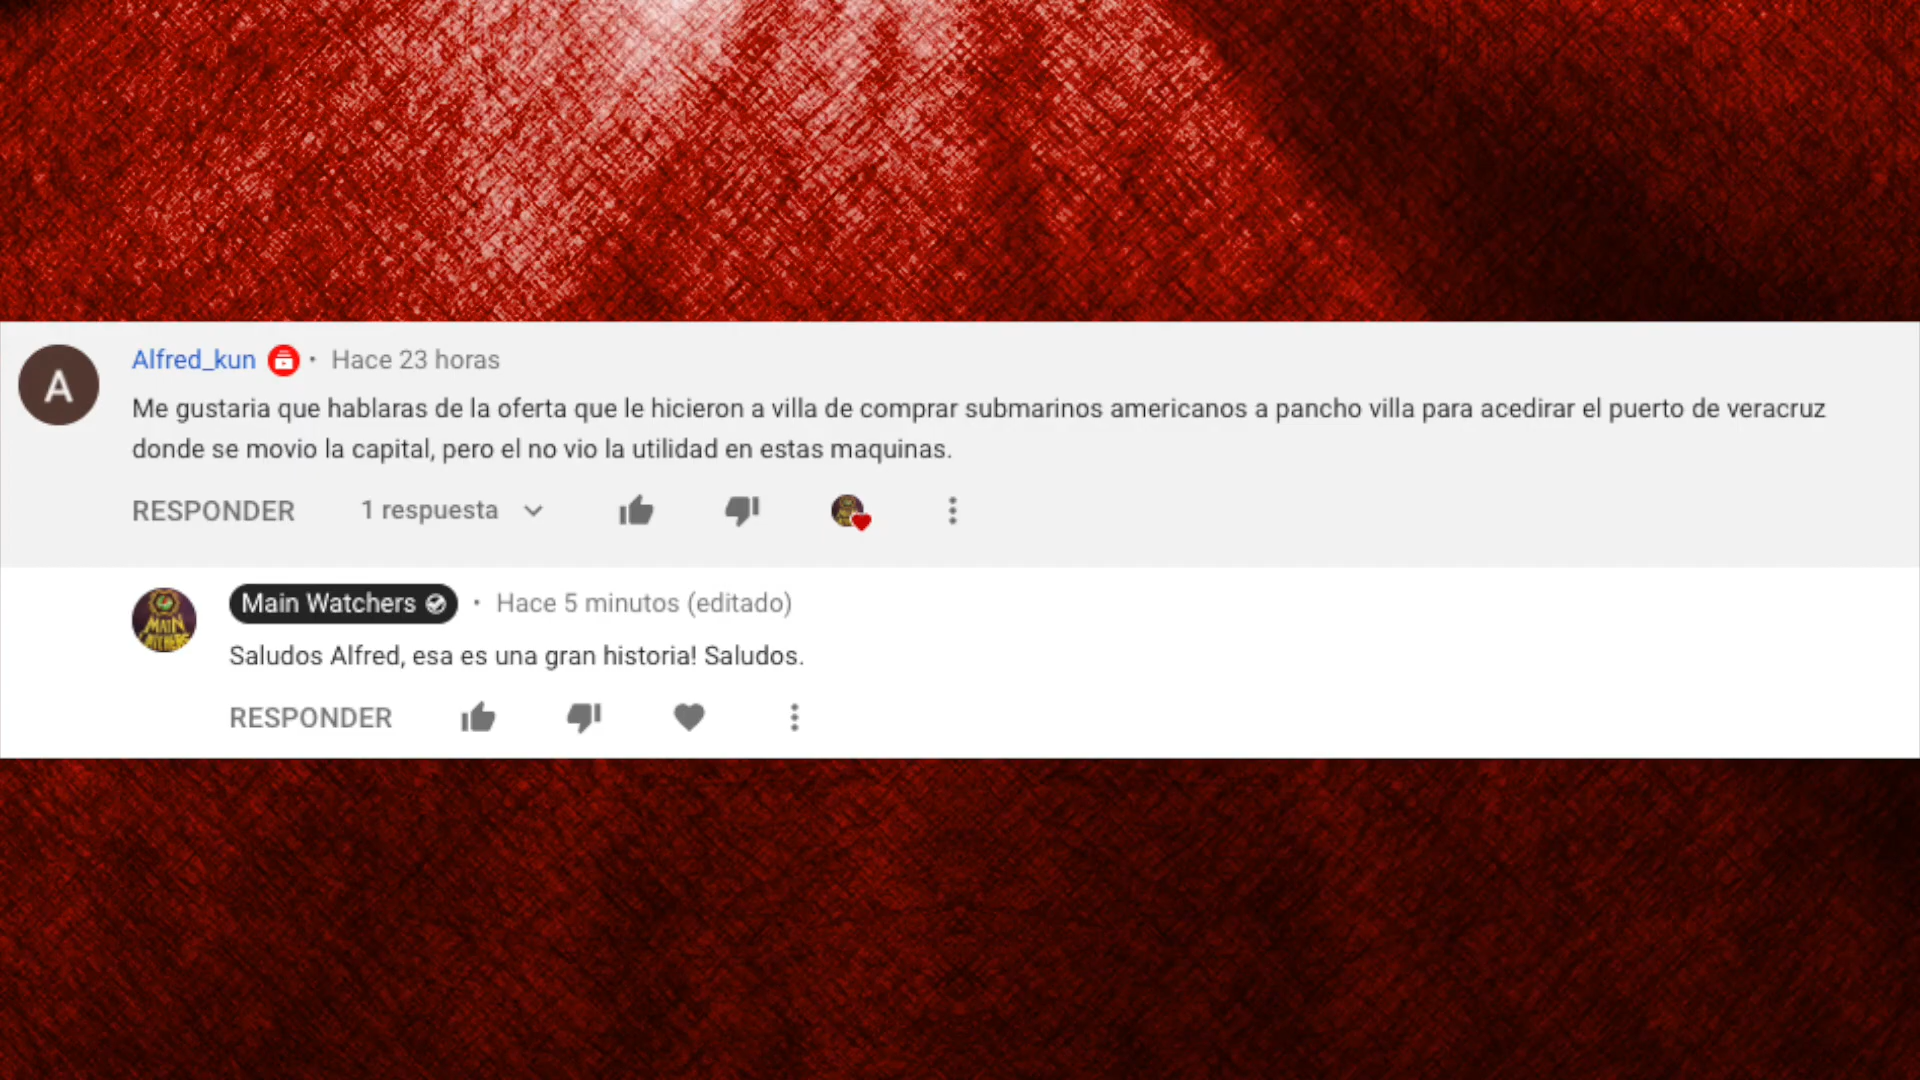 A
Alfred_kun · Hace 23 horas
Me gustaria que hablaras de la oferta que le hicieron a villa de comprar submarinos americanos a pancho villa para acedirar el puerto de veracruz
donde se movio la capital, pero el no vio la utilidad en estas maquinas.
RESPONDER 1 respuesta
MAIN
WATCHERS
Main Watchers · Hace 5 minutos (editado)
Saludos Alfred, esa es una gran historia! Saludos.
RESPONDER